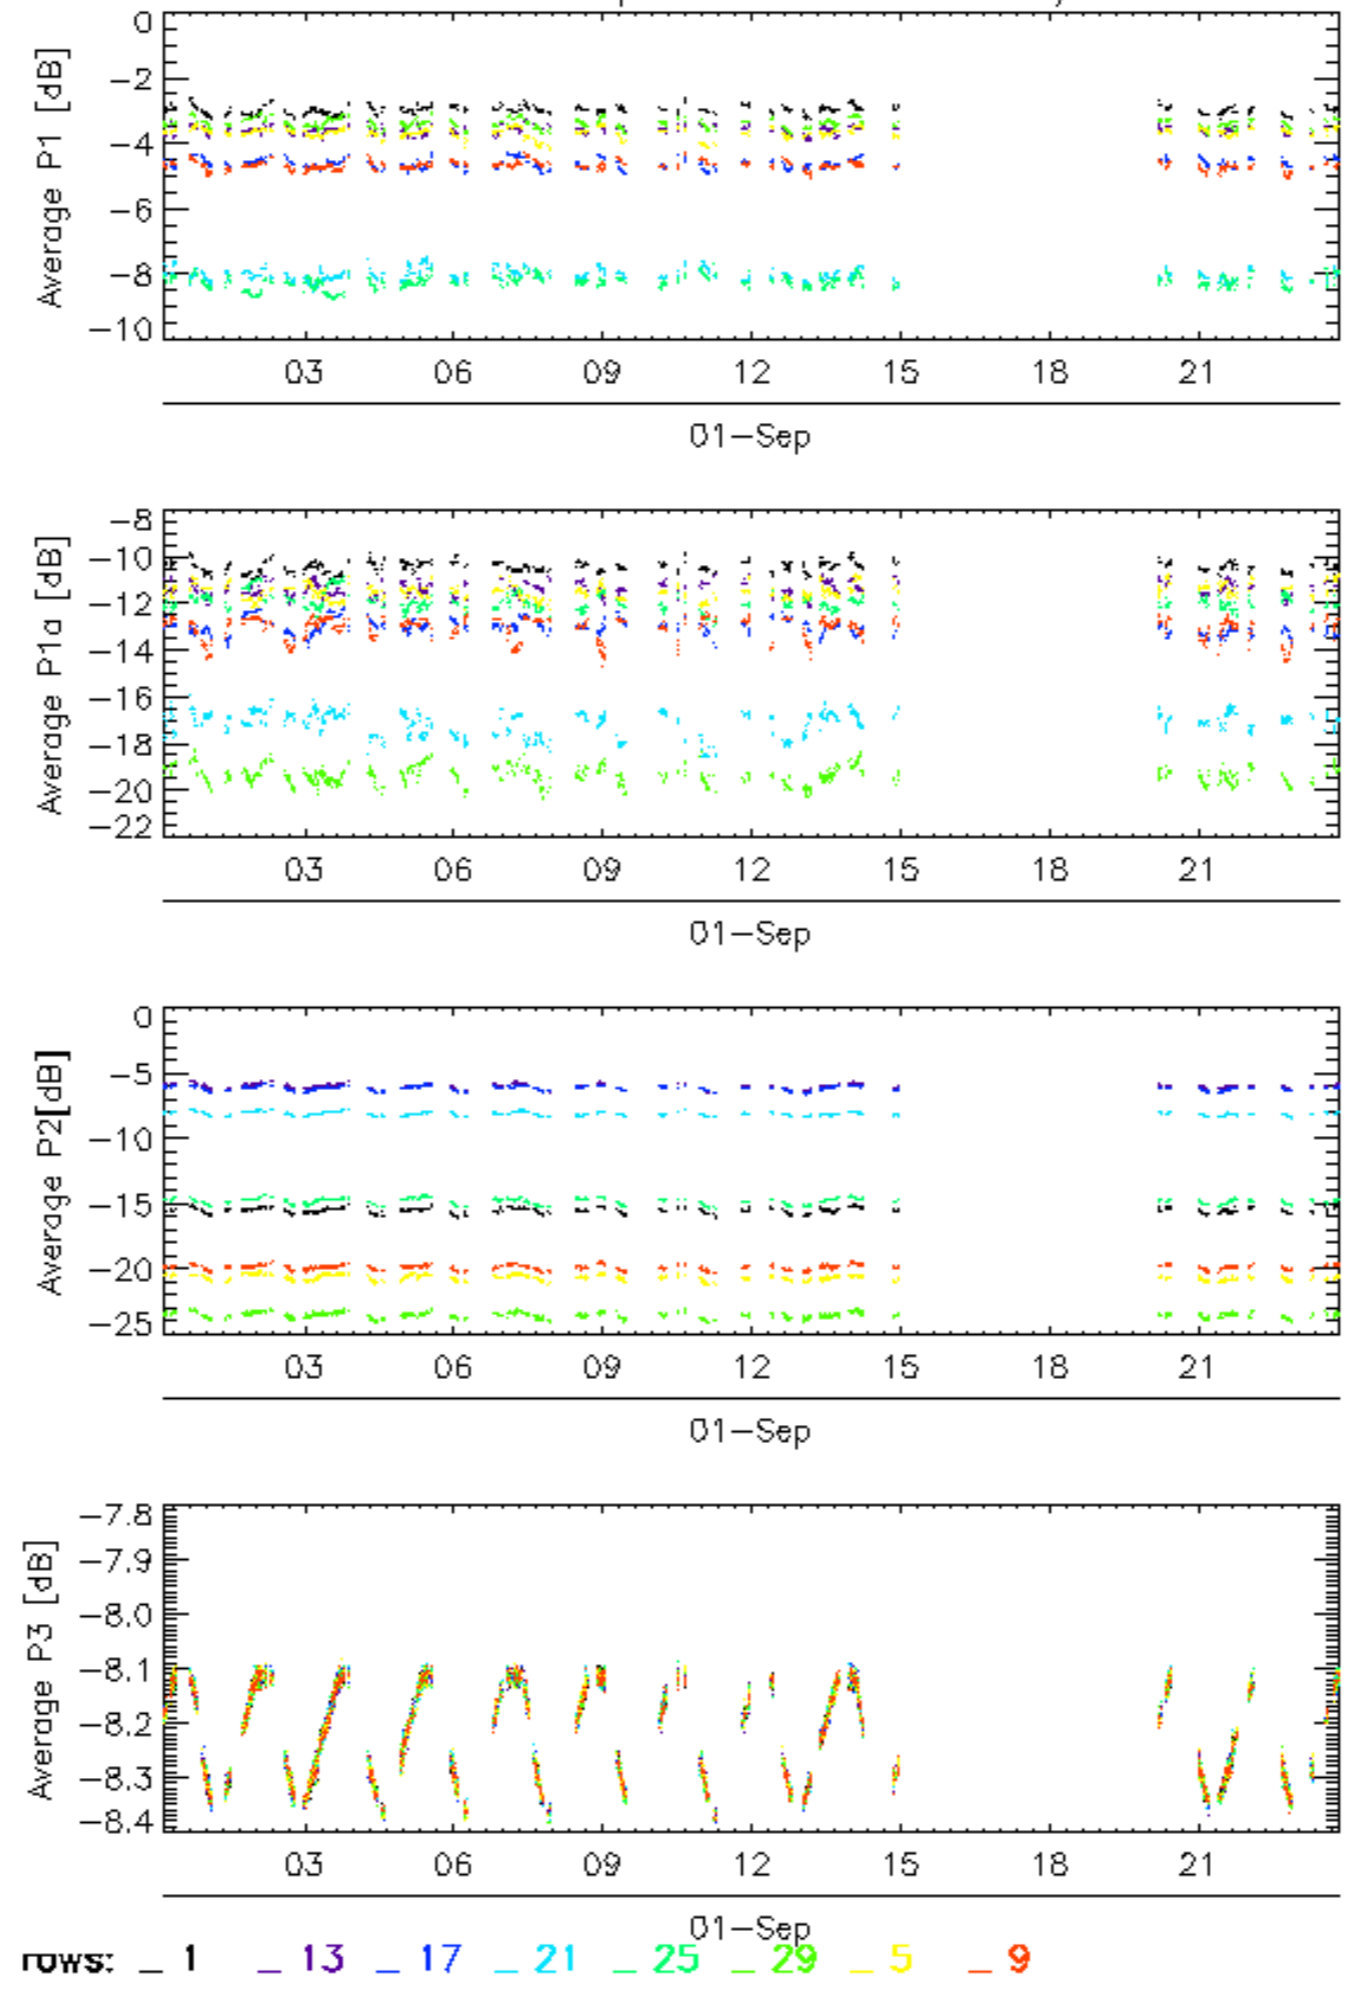 0
−2
−4
−6
−8
−10
Average P1 [dB]
03 06 09 12 15 18 21
01−Sep
−8
−10
−12
−14
−16
−18
−20
−22
Average P1a [dB]
03 06 09 12 15 18 21
01−Sep
0
−5
−10
−15
−20
−25
Average P2[dB]
03 06 09 12 15 18 21
01−Sep
−7.8
−7.9
−8.0
−8.1
−8.2
−8.3
−8.4
Average P3 [dB]
03 06 09 12 15 18 21
01−Sep
rows: _ 1 _ 13 _ 17 _ 21 _ 25 _ 29 _ 5 _ 9